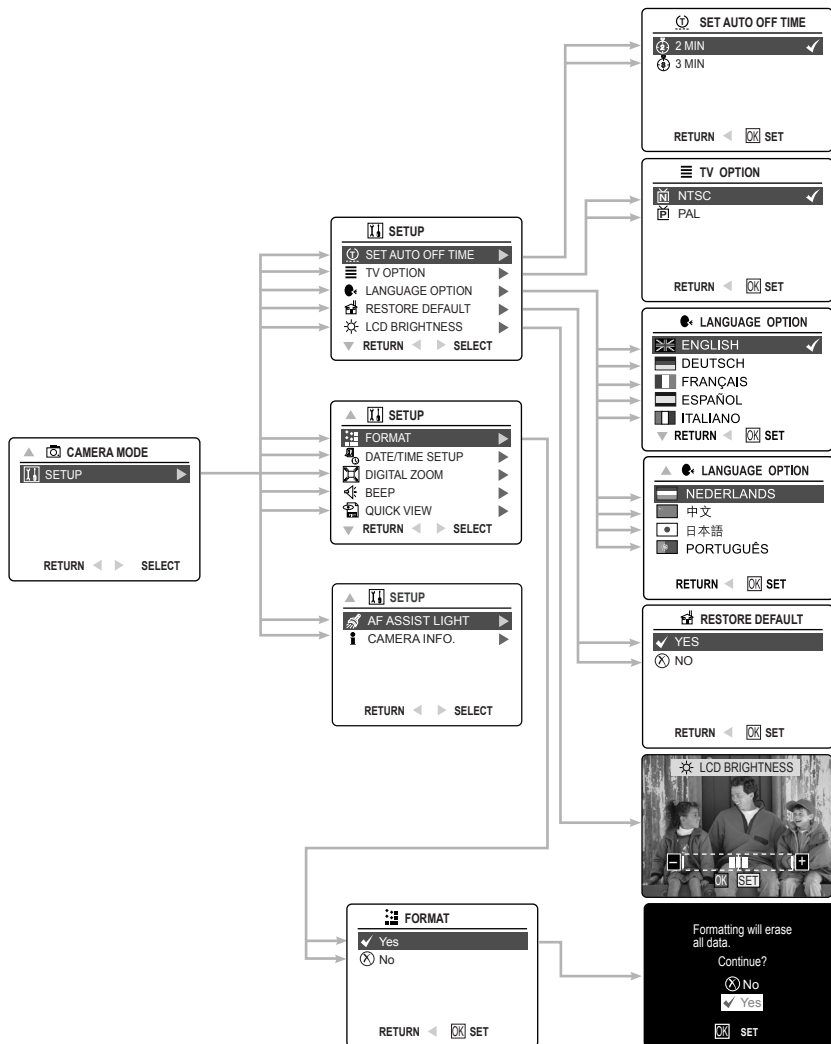 CAMERA MODE
SETUP
RETURN SELECT
SETUP
SET AUTO OFF TIME
TV OPTION
LANGUAGE OPTION
RESTORE DEFAULT
LCD BRIGHTNESS
RETURN SELECT
SETUP
FORMAT
DATE/TIME SETUP
DIGITAL ZOOM
BEEP
QUICK VIEW
RETURN SELECT
SETUP
AF ASSIST LIGHT
CAMERA INFO.
RETURN SELECT
FORMAT
Yes
No
RETURN OK SET
SET AUTO OFF TIME
2 MIN
3 MIN
RETURN OK SET
TV OPTION
N NTSC
P PAL
RETURN OK SET
LANGUAGE OPTION
ENGLISH
DEUTSCH
FRANÇAIS
ESPAÑOL
ITALIANO
RETURN OK SET
LANGUAGE OPTION
NEDERLANDS
中文
日本語
PORTUGUÊS
RETURN OK SET
RESTORE DEFAULT
YES
NO
RETURN OK SET
LCD BRIGHTNESS
OK SET
Formatting will erase
all data.
Continue?
No
Yes
OK SET